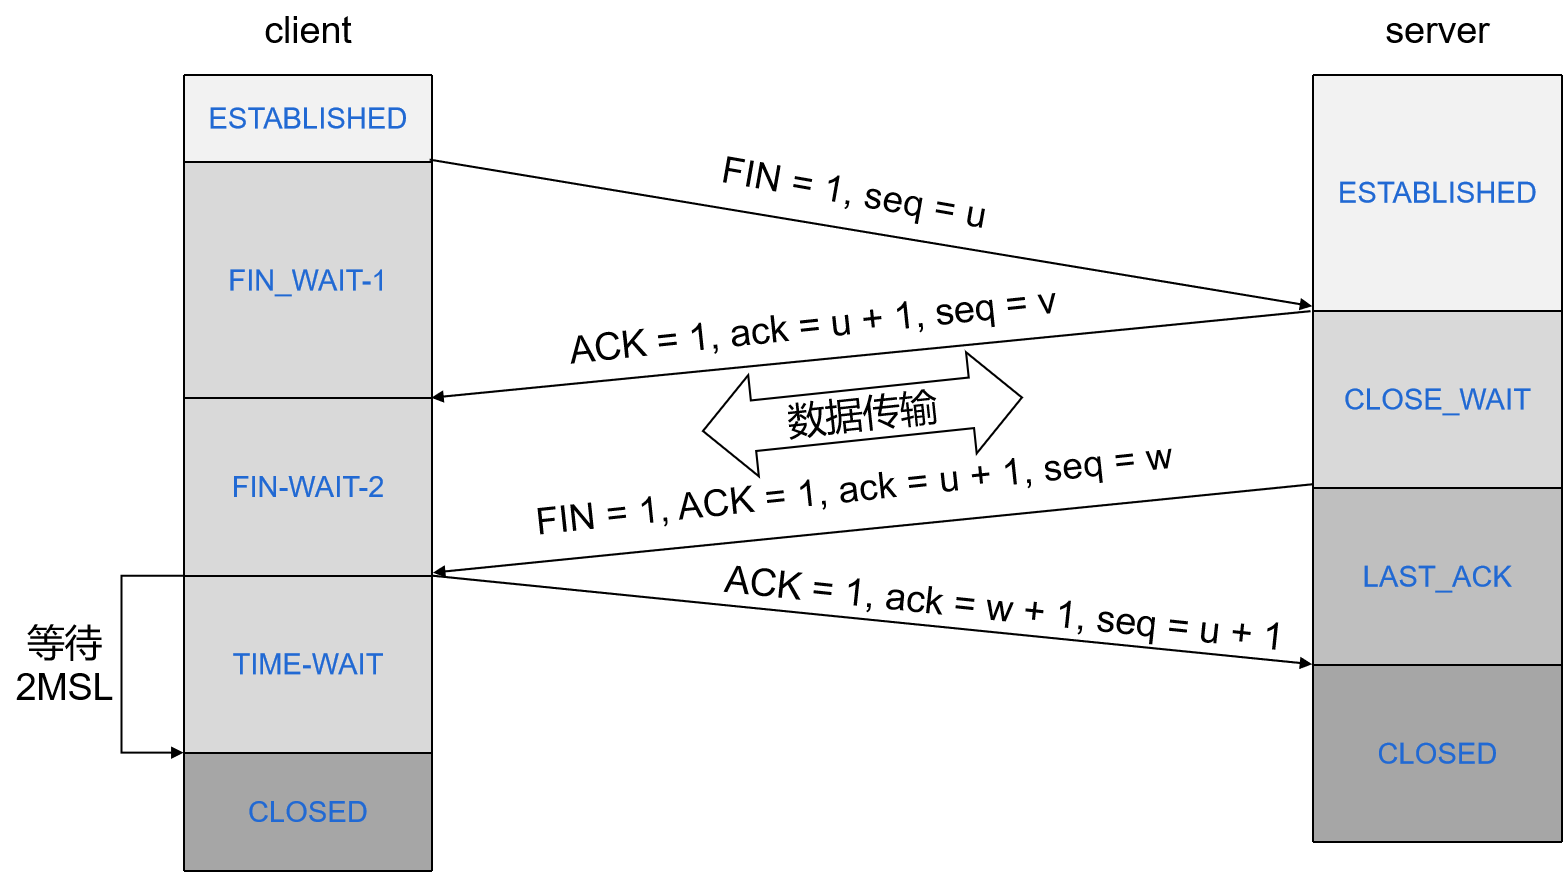 client
server
ESTABLISHED
FIN = 1, seq = u
ESTABLISHED
FIN_WAIT-1
ACK = 1, ack = u + 1, seq = v
数据传输
CLOSE_WAIT
FIN-WAIT-2
FIN = 1, ACK = 1, ack = u + 1, seq = w
LAST_ACK
ACK = 1, ack = w + 1, seq = u + 1
等待
2MSL
TIME-WAIT
CLOSED
CLOSED